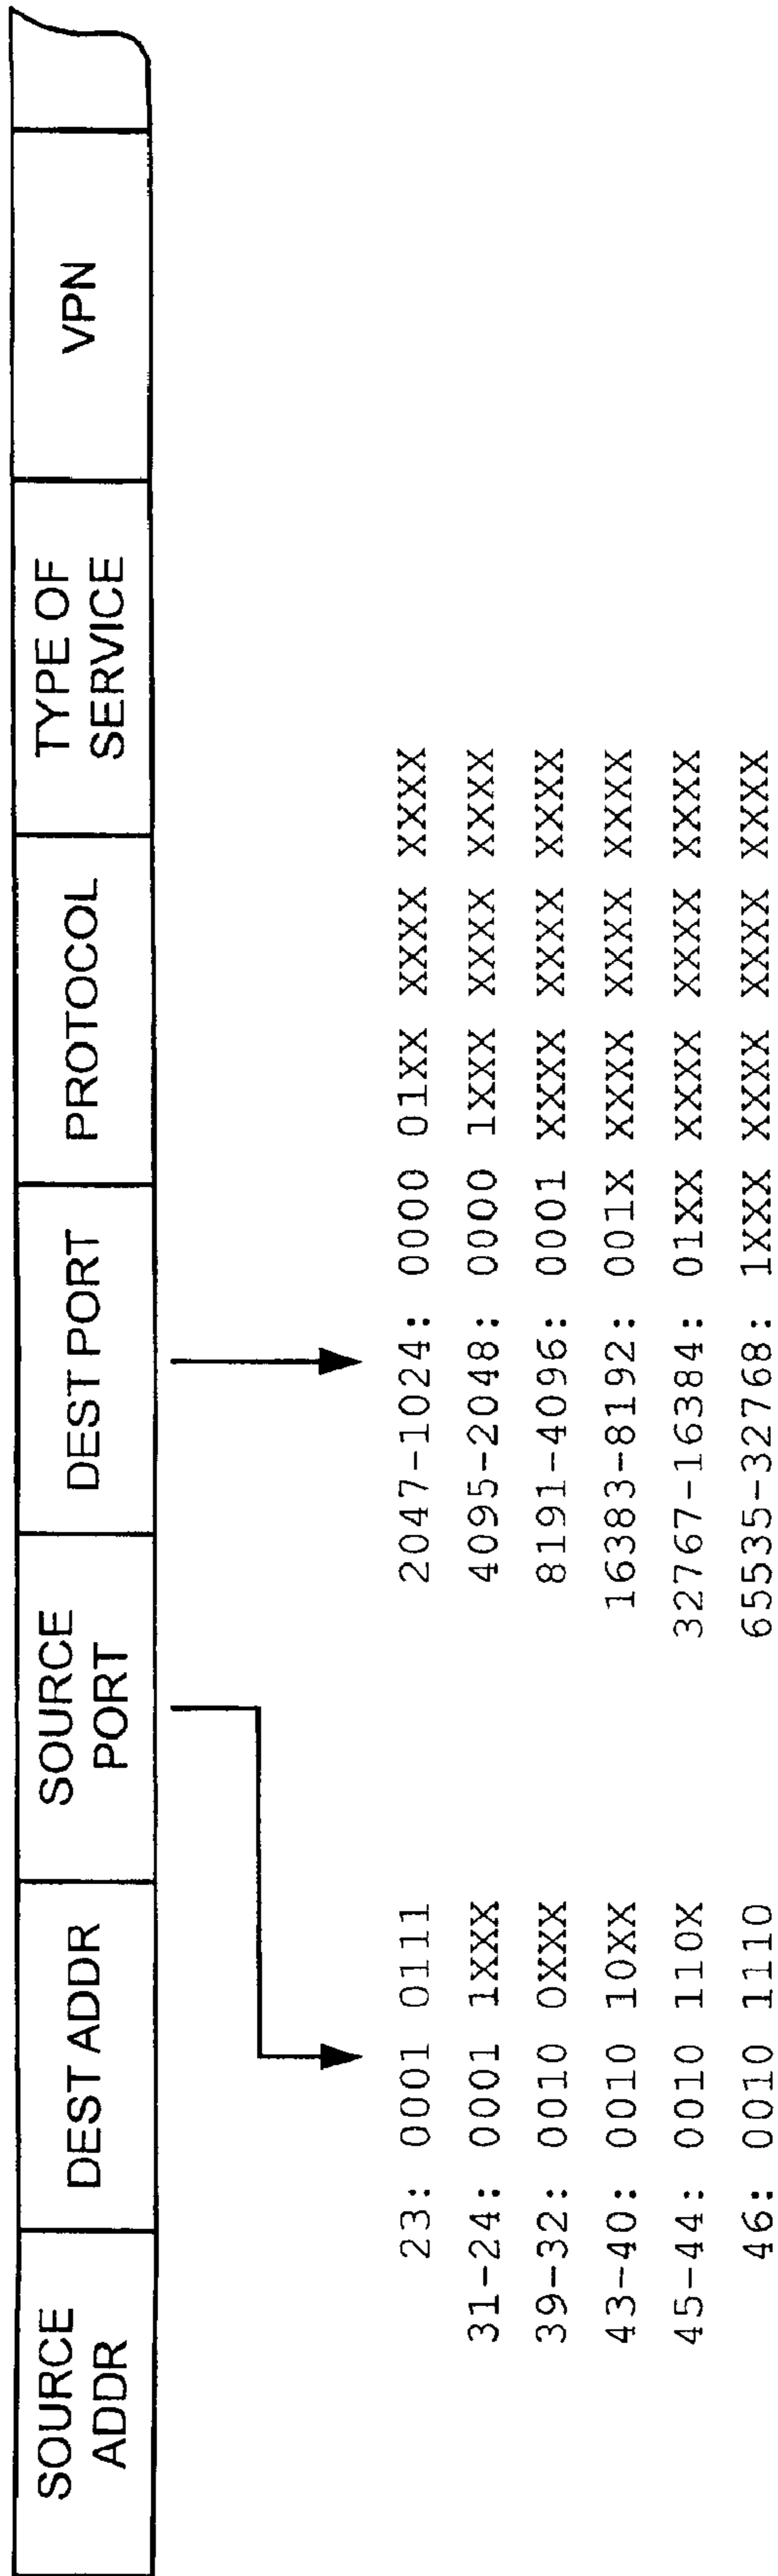 SOURCE
ADDR
DEST ADDR
SOURCE
PORT
DEST PORT
PROTOCOL
TYPE OF
SERVICE
VPN
23: 0001 0111
31-24: 0001 1XXX
39-32: 0010 0XXX
43-40: 0010 10XX
45-44: 0010 110X
46: 0010 1110
2047-1024: 0000 01XX XXXX XXXX
4095-2048: 0000 1XXX XXXX XXXX
8191-4096: 0001 XXXX XXXX XXXX
16383-8192: 001X XXXX XXXX XXXX
32767-16384: 01XX XXXX XXXX XXXX
65535-32768: 1XXX XXXX XXXX XXXX